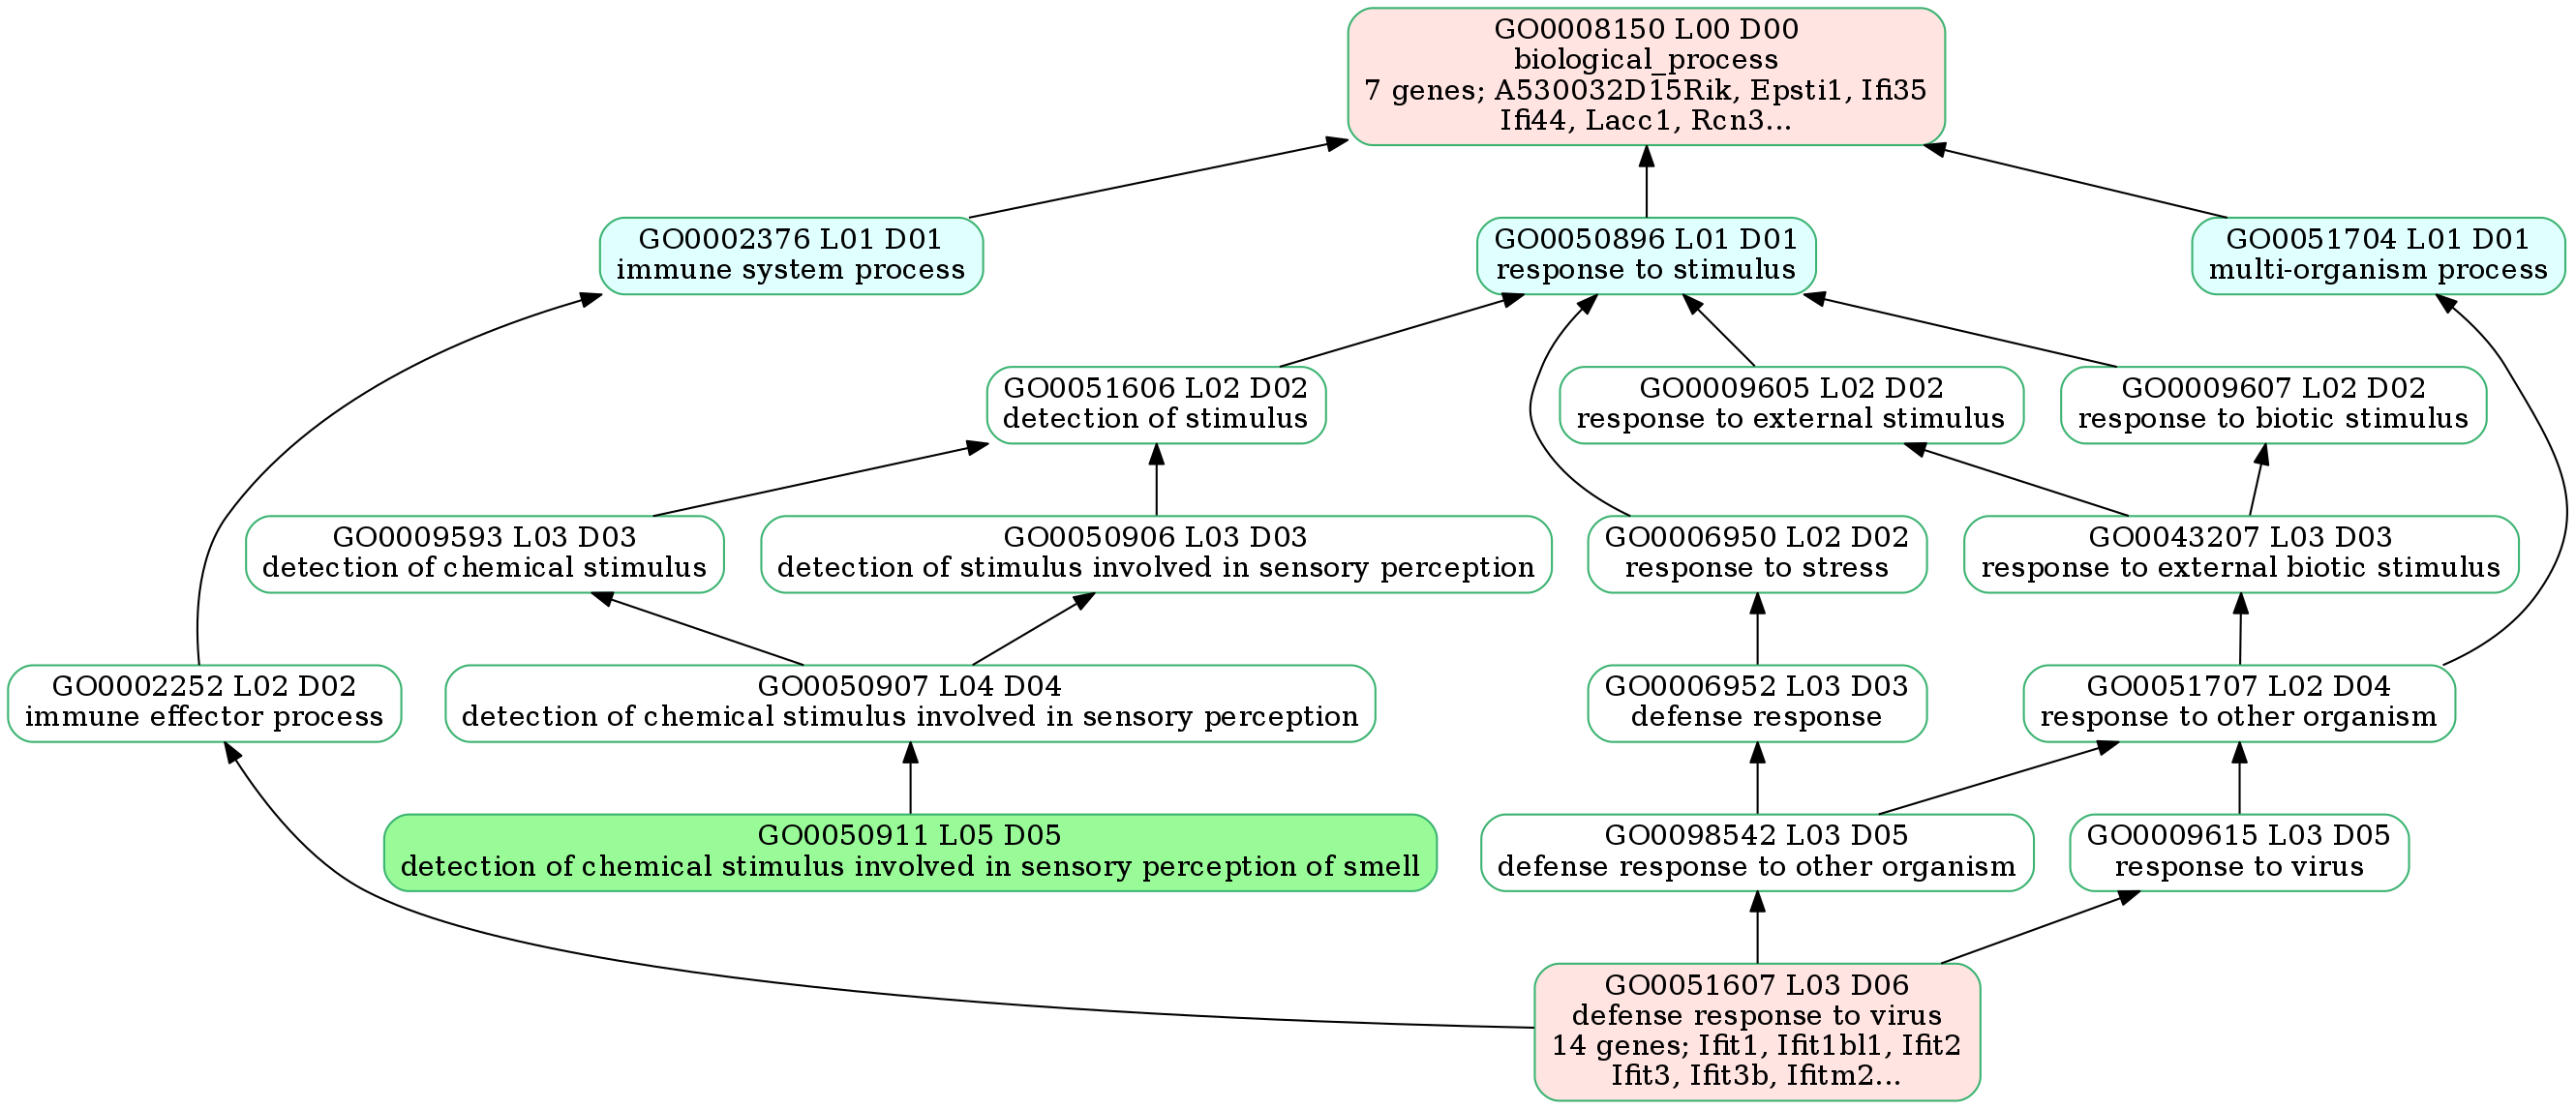 GO0008150 L00 D00
biological_process
7 genes; A530032D15Rik, Epsti1, Ifi35
Ifi44, Lacc1, Rcn3...
GO0002376 L01 D01
immune system process
GO0050896 L01 D01
response to stimulus
GO0051704 L01 D01
multi-organism process
GO0051606 L02 D02
detection of stimulus
GO0009605 L02 D02
response to external stimulus
GO0009607 L02 D02
response to biotic stimulus
GO0009593 L03 D03
detection of chemical stimulus
GO0050906 L03 D03
detection of stimulus involved in sensory perception
GO0006950 L02 D02
response to stress
GO0043207 L03 D03
response to external biotic stimulus
GO0002252 L02 D02
immune effector process
GO0050907 L04 D04
detection of chemical stimulus involved in sensory perception
GO0006952 L03 D03
defense response
GO0051707 L02 D04
response to other organism
GO0050911 L05 D05
detection of chemical stimulus involved in sensory perception of smell
GO0098542 L03 D05
defense response to other organism
GO0009615 L03 D05
response to virus
GO0051607 L03 D06
defense response to virus
14 genes; Ifit1, Ifit1bl1, Ifit2
Ifit3, Ifit3b, Ifitm2...